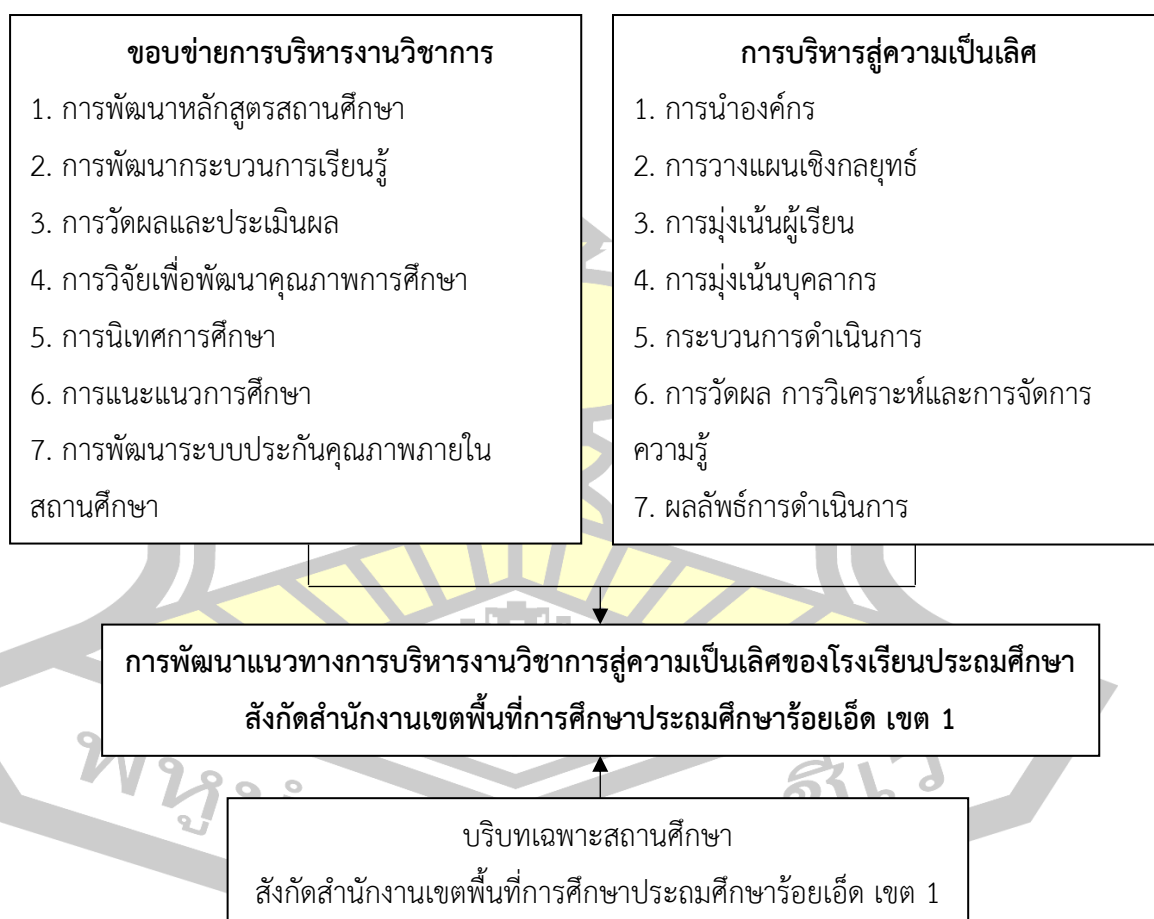 ขอบข่ายการบริหารงานวิชาการ
1. การพัฒนาหลักสูตรสถานศึกษา
2. การพัฒนากระบวนการเรียนรู้
3. การวัดผลและประเมินผล
4. การวิจัยเพื่อพัฒนาคุณภาพการศึกษา
5. การนิเทศการศึกษา
6. การแนะแนวการศึกษา
7. การพัฒนาระบบประกันคุณภาพภายใน
สถานศึกษา
การบริหารสู่ความเป็นเลิศ
1. การนำองค์กร
2. การวางแผนเชิงกลยุทธ์
3. การมุ่งเน้นผู้เรียน
4. การมุ่งเน้นบุคลากร
5. กระบวนการดำเนินการ
6. การวัดผล การวิเคราะห์และการจัดการ
ความรู้
7. ผลลัพธ์การดำเนินการ
การพัฒนาแนวทางการบริหารงานวิชาการสู่ความเป็นเลิศของโรงเรียนประถมศึกษา
สังกัดสำนักงานเขตพื้นที่การศึกษาประถมศึกษาร้อยเอ็ด เขต 1
บริบทเฉพาะสถานศึกษา
สังกัดสำนักงานเขตพื้นที่การศึกษาประถมศึกษาร้อยเอ็ด เขต 1